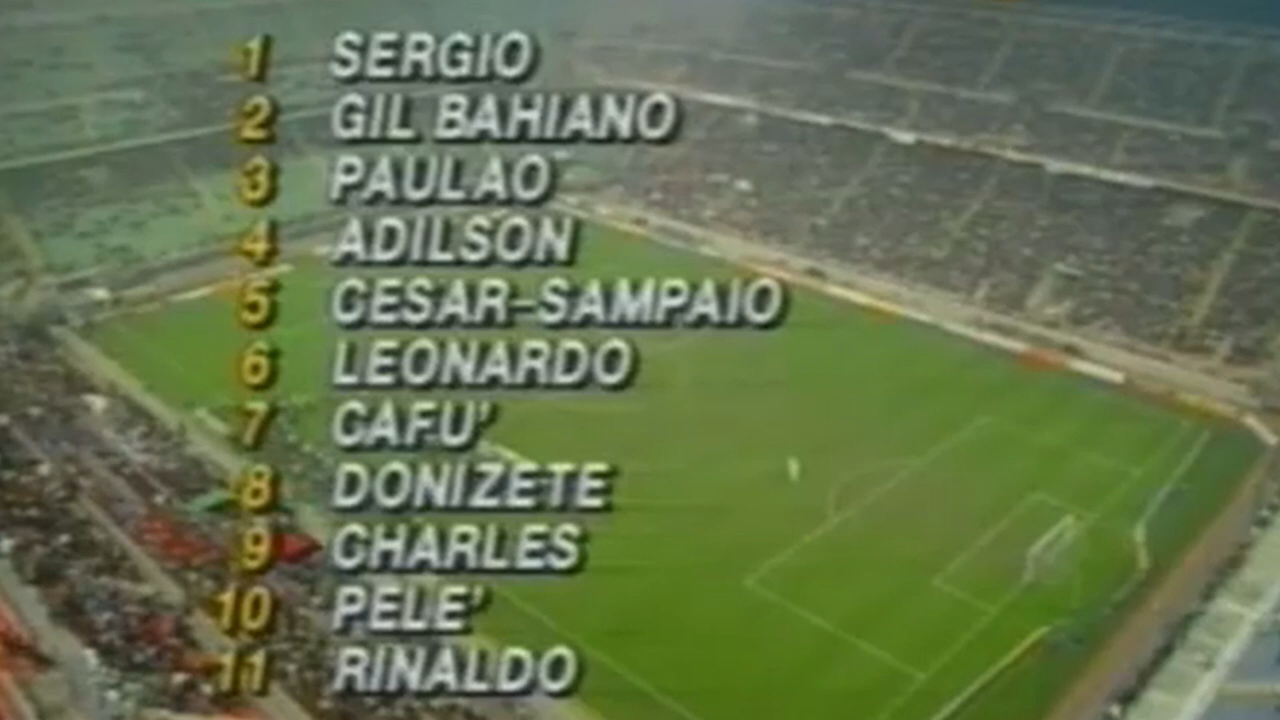 1 SERGIO
2 GIL BAHIANO
3 PAULAO
4 ADILSON
5 CESAR-SAMPAIO
6 LEONARDO
7 CAFU'
8 DONIZETE
9 CHARLES
10 PELE'
11 RINALDO